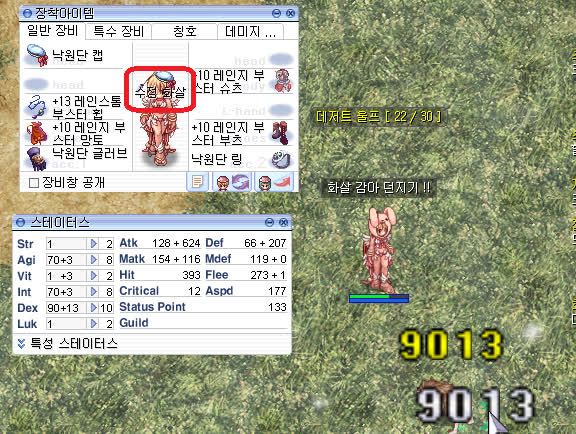 장착아이템
일반 장비 특수 장비 칭호 데미지 ...
낙원단 캡
head
+10 레인지 부
스터 슈츠
수정 화살
+13 레인스톰
부스터 휩
+10 레인지 부
스터 망토
+10 레인지 부
스터 부츠
낙원단 글러브
낙원단 링
장비창 공개
데저트 울프 [ 22 / 30 ]
화살 감아 던지기 !!
스테이터스
Str 1 2 Atk 128 + 624 Def 66 + 207
Agi 70+3 8 Matk 154 + 116 Mdef 119 + 0
Vit 1 +3 2 Hit 393 Flee 273 + 1
Int 70+3 8 Critical 12 Aspd 177
Dex 90+13 10 Status Point 133
Luk 1 2 Guild
특성 스테이터스
9013
9013